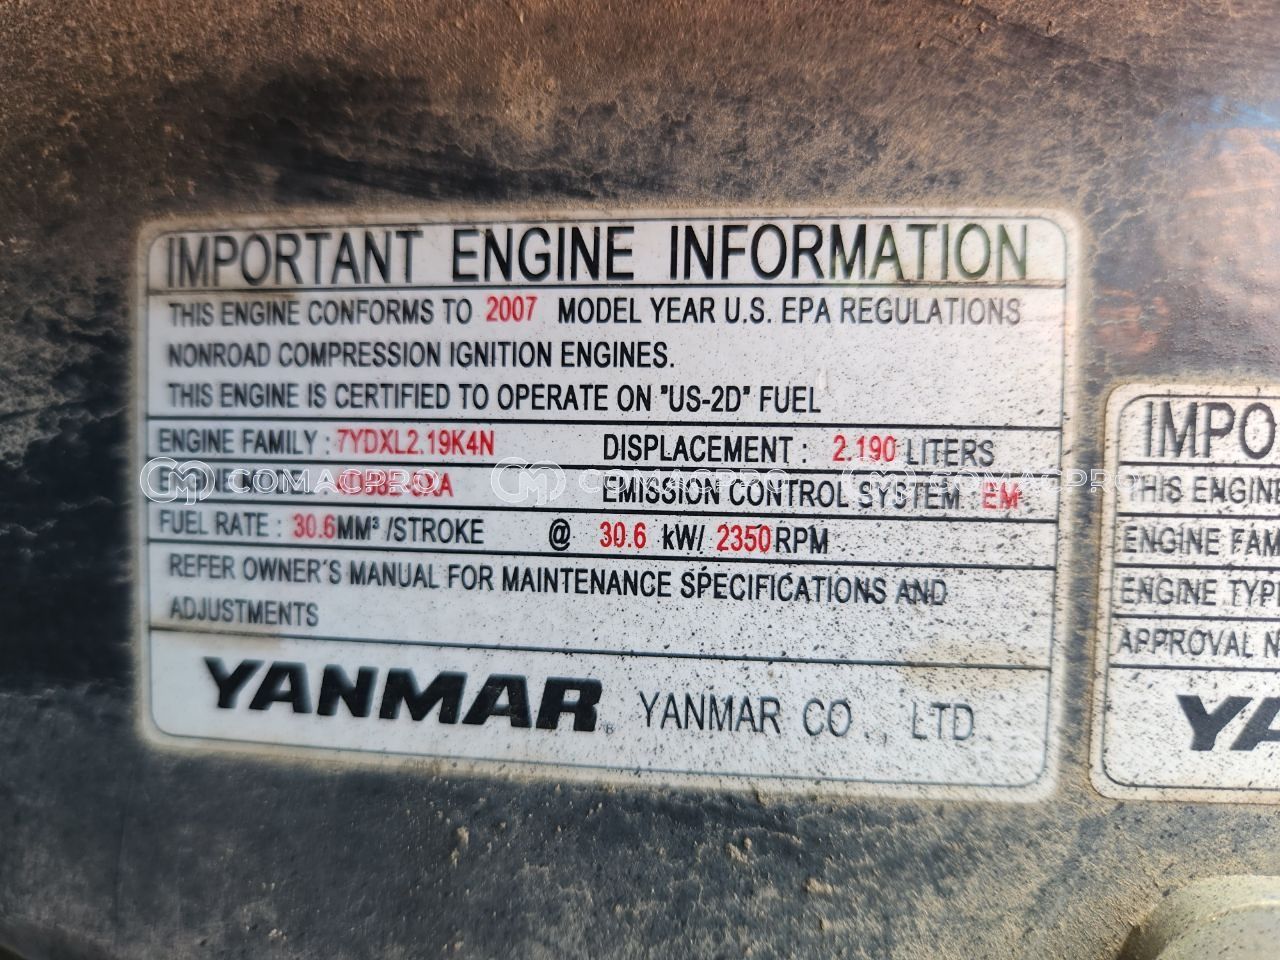 IMPORTANT ENGINE INFORMATION
THIS ENGINE CONFORMS TO 2007 MODEL YEAR U.S. EPA REGULATIONS
NONROAD COMPRESSION IGNITION ENGINES.
THIS ENGINE IS CERTIFIED TO OPERATE ON "US-2D" FUEL
ENGINE FAMILY : 7YDXL2.19K4N DISPLACEMENT : 2.190 LITERS
ENGINE MODEL : EMISSION CONTROL SYSTEM : EM
FUEL RATE : 30.6MM³/STROKE @ 30.6 kW/ 2350RPM
REFER OWNER'S MANUAL FOR MAINTENANCE SPECIFICATIONS AND
ADJUSTMENTS
YANMAR® YANMAR CO., LTD.
IMPO
THIS ENGINE
ENGINE FAM
ENGINE TYP
APPROVAL N
YA
COMACPRO COMACPRO COMACPRO